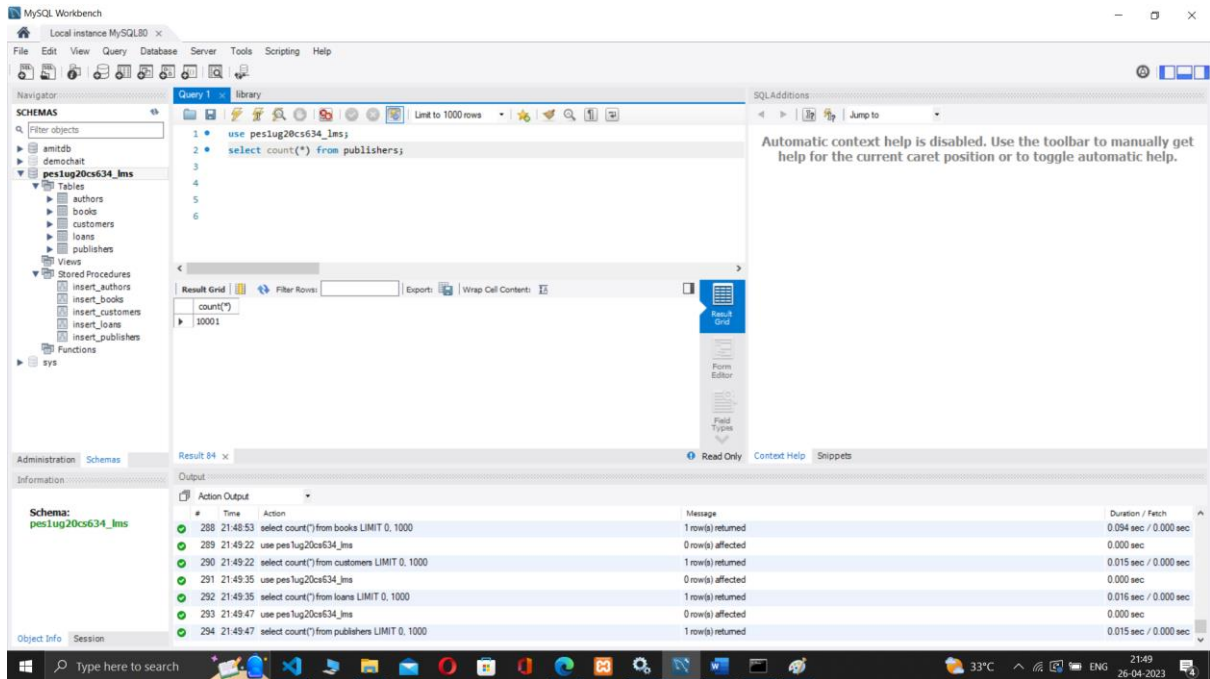 MySQL Workbench
Local instance MySQL80 ×
File Edit View Query Database Server Tools Scripting Help
Navigator
SCHEMAS
Filter objects
amitdb
demochait
pes1ug20cs634_lms
Tables
authors
books
customers
loans
publishers
Views
Stored Procedures
insert_authors
insert_books
insert_customers
insert_loans
insert_publishers
Functions
sys
Administration Schemas
Information
Schema:
pes1ug20cs634_lms
Object Info Session
Query 1 × library
Limit to 1000 rows
1 use pes1ug20cs634_lms;
2 select count(*) from publishers;
3
4
5
6
Result Grid Filter Rows: Export: Wrap Cell Content:
count(*)
10001
Result Grid
Form Editor
Field Types
Result 84 ×
Read Only
SQLAdditions
Jump to
Automatic context help is disabled. Use the toolbar to manually get
help for the current caret position or to toggle automatic help.
Context Help Snippets
Output
Action Output
# Time Action Message Duration / Fetch
288 21:48:53 select count(*) from books LIMIT 0, 1000 1 row(s) returned 0.094 sec / 0.000 sec
289 21:49:22 use pes1ug20cs634_lms 0 row(s) affected 0.000 sec
290 21:49:22 select count(*) from customers LIMIT 0, 1000 1 row(s) returned 0.015 sec / 0.000 sec
291 21:49:35 use pes1ug20cs634_lms 0 row(s) affected 0.000 sec
292 21:49:35 select count(*) from loans LIMIT 0, 1000 1 row(s) returned 0.016 sec / 0.000 sec
293 21:49:47 use pes1ug20cs634_lms 0 row(s) affected 0.000 sec
294 21:49:47 select count(*) from publishers LIMIT 0, 1000 1 row(s) returned 0.015 sec / 0.000 sec
Type here to search
33°C
ENG
21:49
26-04-2023
4